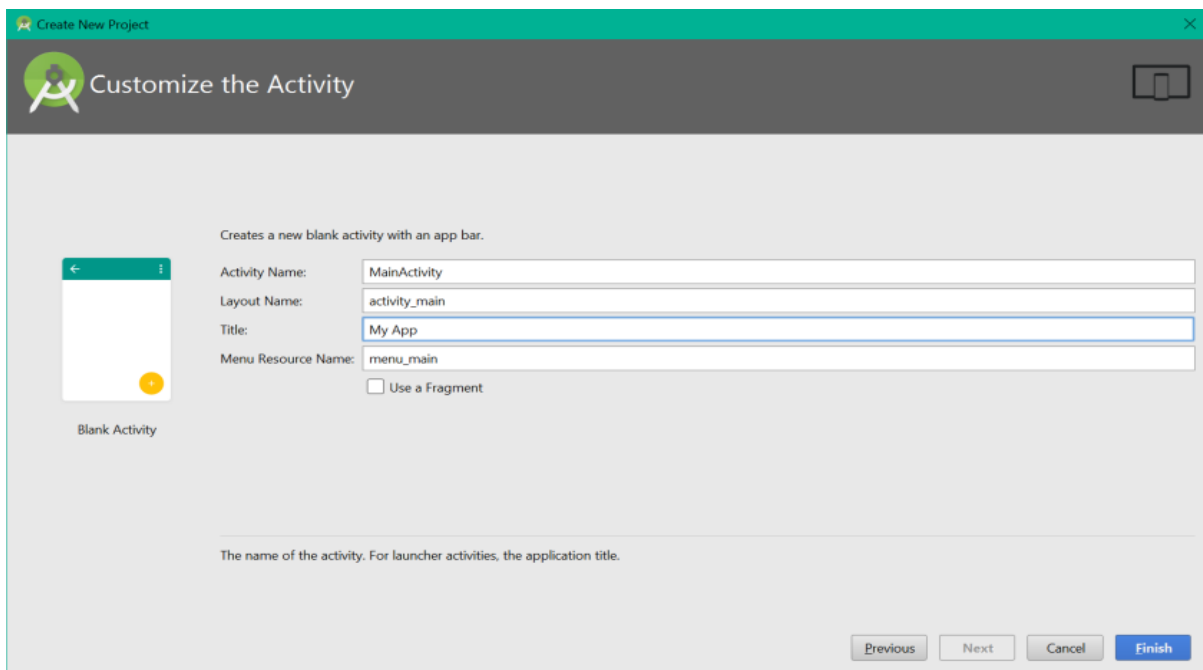 Create New Project
Customize the Activity
Creates a new blank activity with an app bar.
Activity Name: MainActivity
Layout Name: activity_main
Title: My App
Menu Resource Name: menu_main
Use a Fragment
Blank Activity
The name of the activity. For launcher activities, the application title.
Previous Next Cancel Finish